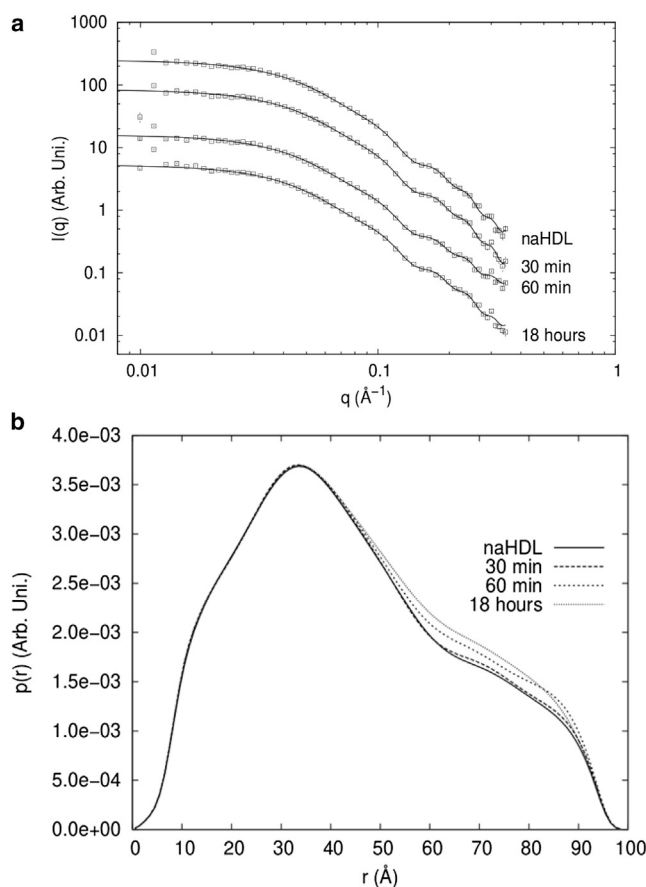 a
1000
100
10
1
0.1
0.01
I(q) (Arb. Uni.)
naHDL
30 min
60 min
18 hours
0.01
0.1
1
q (Å⁻¹)
b
4.0e−03
3.5e−03
3.0e−03
2.5e−03
2.0e−03
1.5e−03
1.0e−03
5.0e−04
0.0e+00
p(r) (Arb. Uni.)
naHDL
30 min
60 min
18 hours
0 10 20 30 40 50 60 70 80 90 100
r (Å)